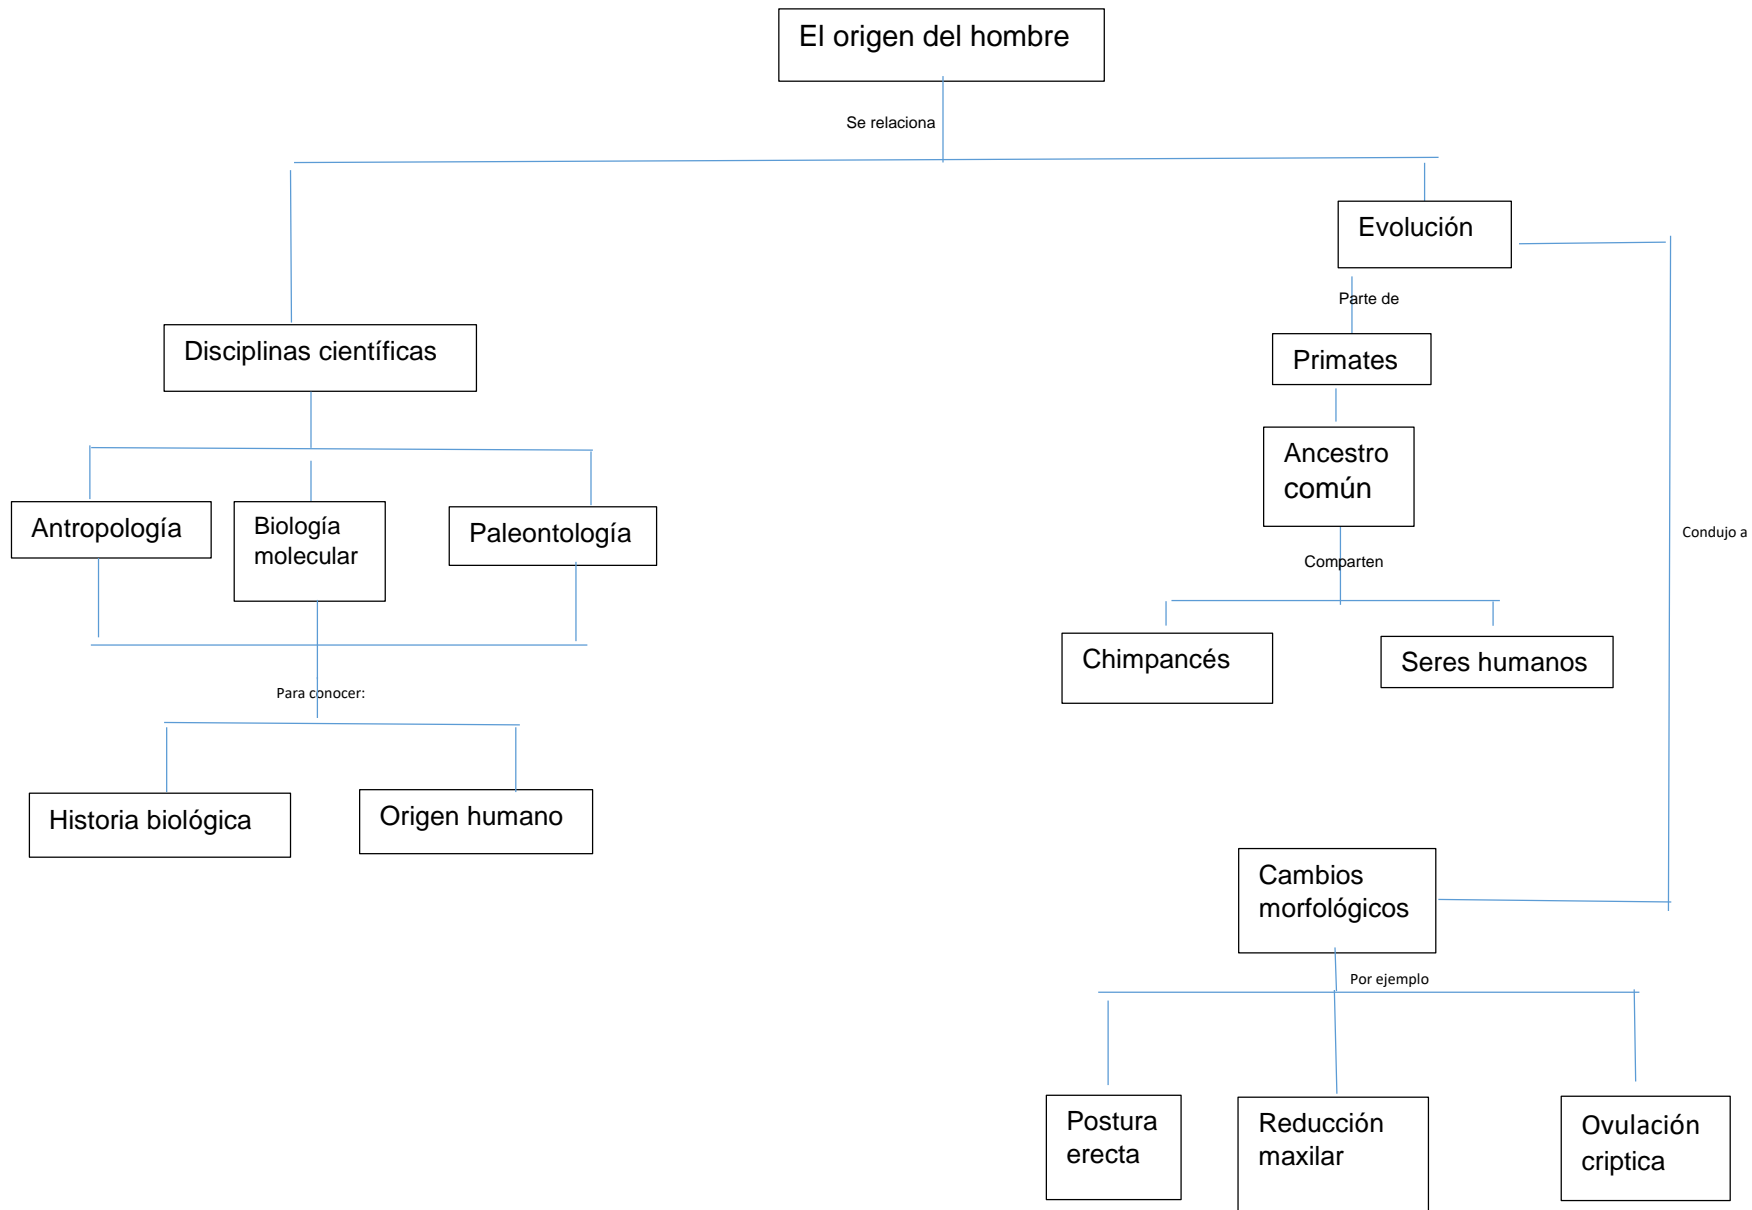 El origen del hombre
Se relaciona
Evolución
Parte de
Disciplinas científicas
Primates
Ancestro
común
Antropología
Biología
molecular
Paleontología
Condujo a
Comparten
Chimpancés
Seres humanos
Para conocer:
Historia biológica
Origen humano
Cambios
morfológicos
Por ejemplo
Postura
erecta
Reducción
maxilar
Ovulación
criptica